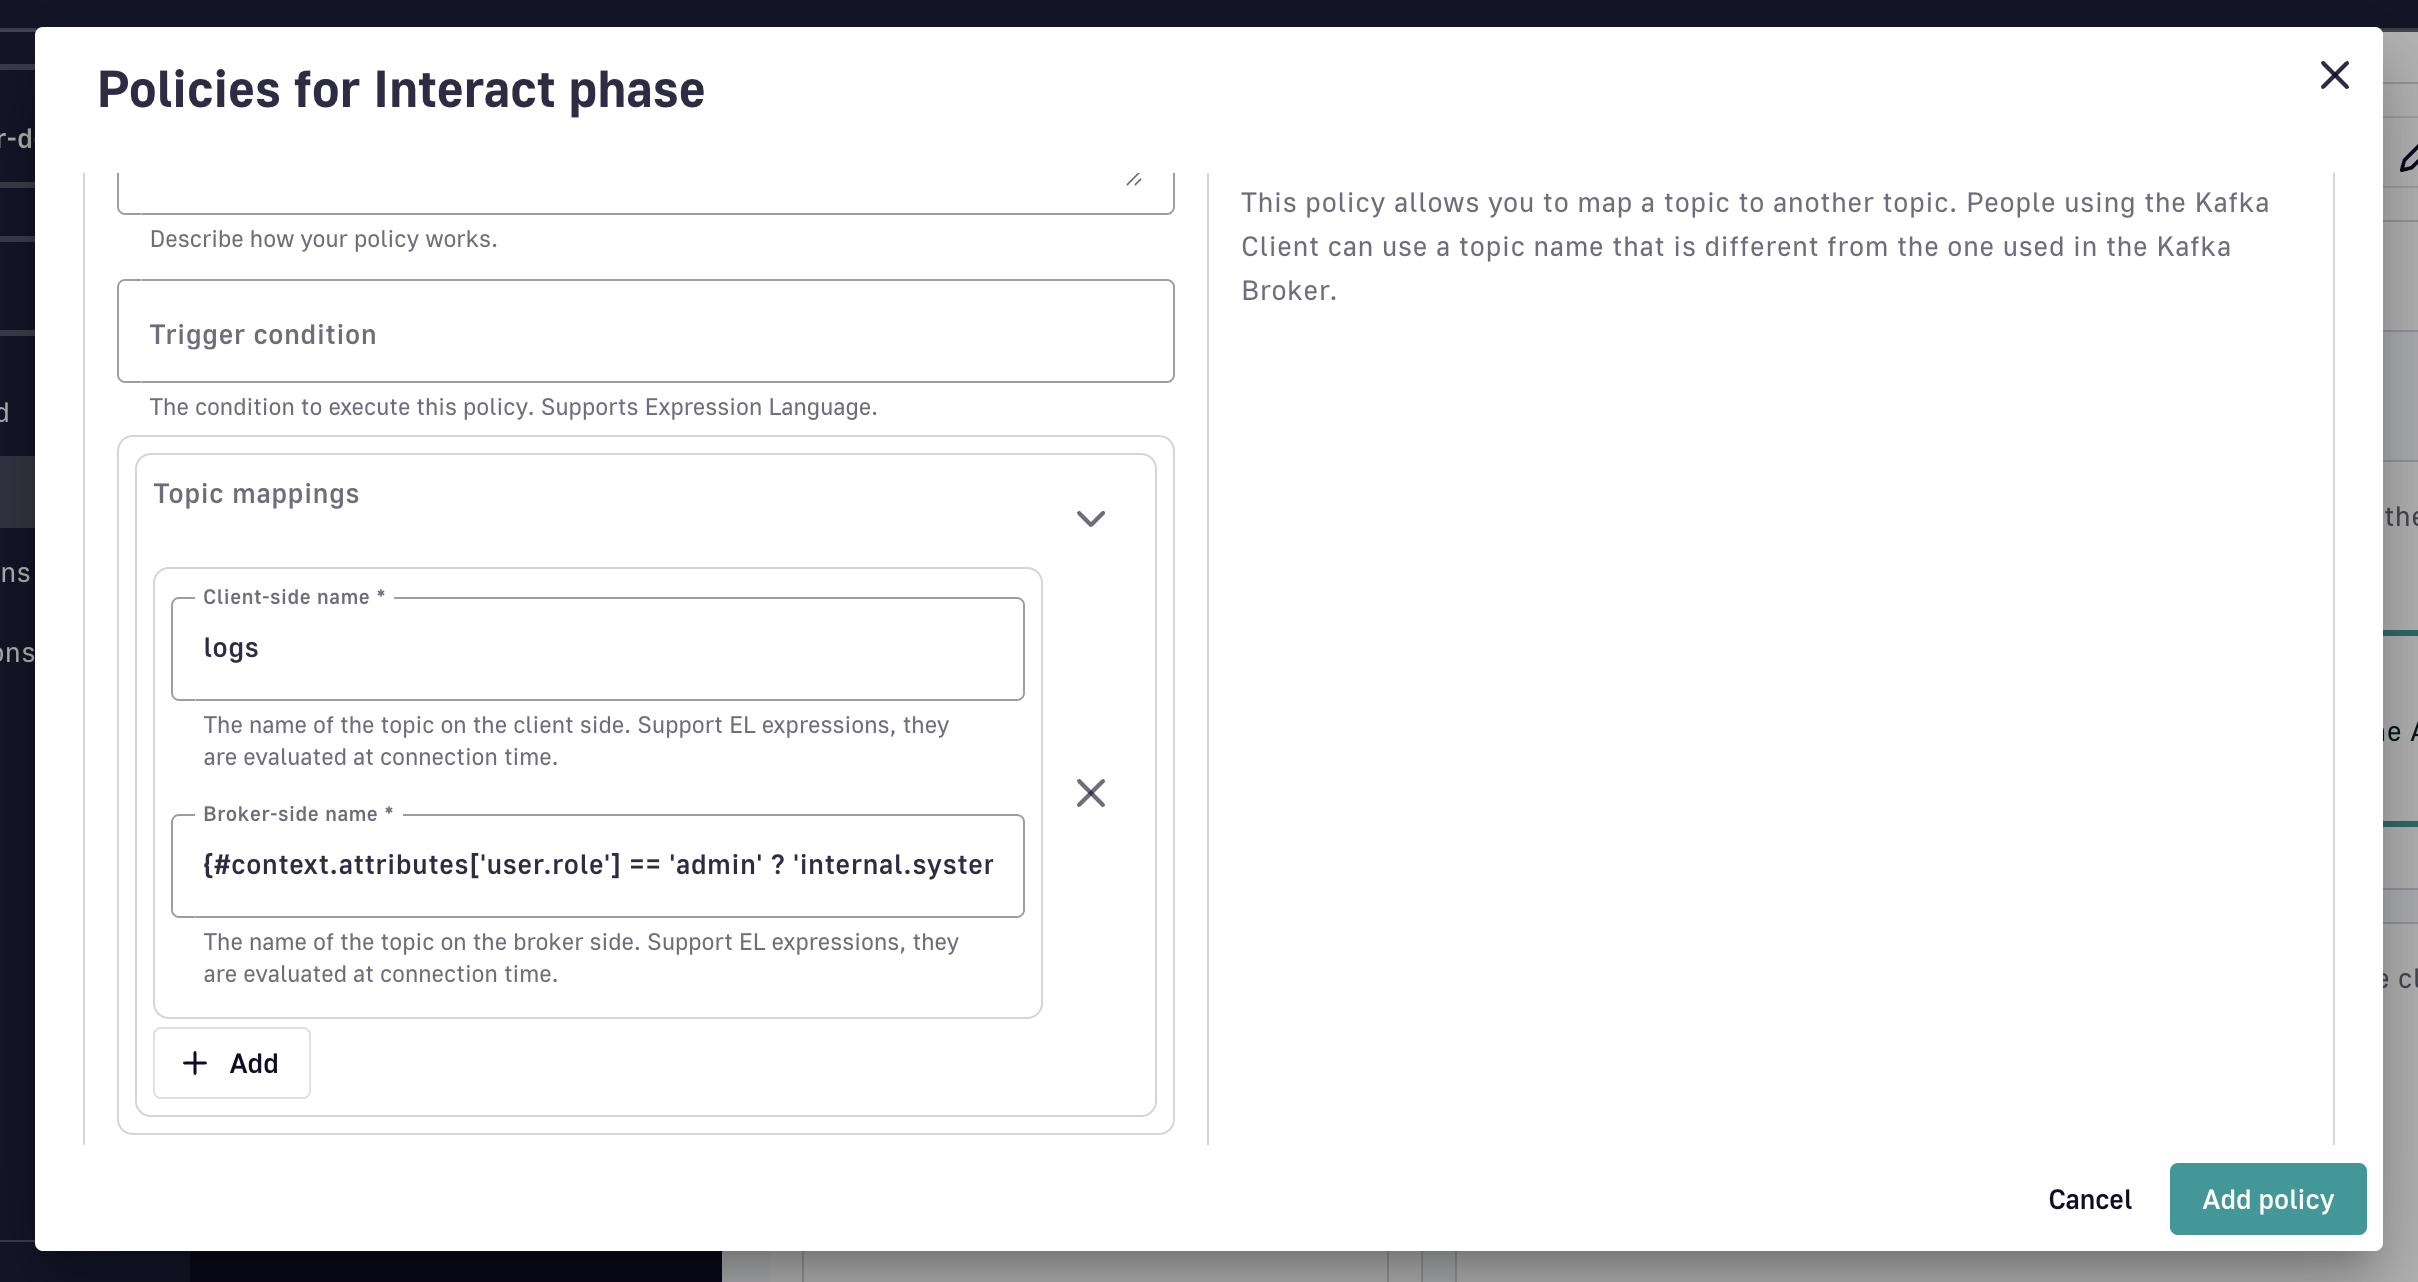 Policies for Interact phase
r-d
Describe how your policy works.
Trigger condition
The condition to execute this policy. Supports Expression Language.
Topic mappings
Client-side name *
logs
The name of the topic on the client side. Support EL expressions, they
are evaluated at connection time.
Broker-side name *
{#context.attributes['user.role'] == 'admin' ? 'internal.syster
The name of the topic on the broker side. Support EL expressions, they
are evaluated at connection time.
Add
This policy allows you to map a topic to another topic. People using the Kafka
Client can use a topic name that is different from the one used in the Kafka
Broker.
Cancel
Add policy
d
ns
ons
the
e A
e cl